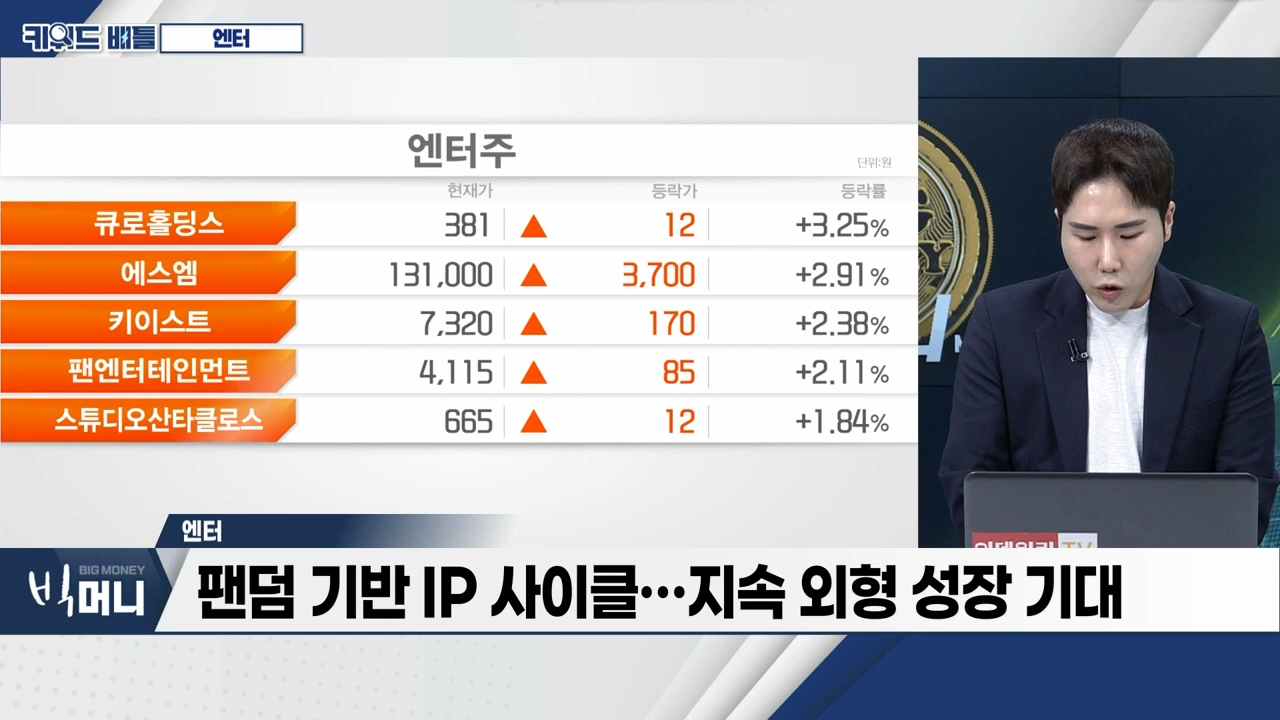 키워드 배틀 엔터
엔터주
단위:원
현재가 등락가 등락률
큐로홀딩스 381 ▲ 12 +3.25%
에스엠 131,000 ▲ 3,700 +2.91%
키이스트 7,320 ▲ 170 +2.38%
팬엔터테인먼트 4,115 ▲ 85 +2.11%
스튜디오산타클로스 665 ▲ 12 +1.84%
엔터
BIG MONEY
빅머니
팬덤 기반 IP 사이클…지속 외형 성장 기대